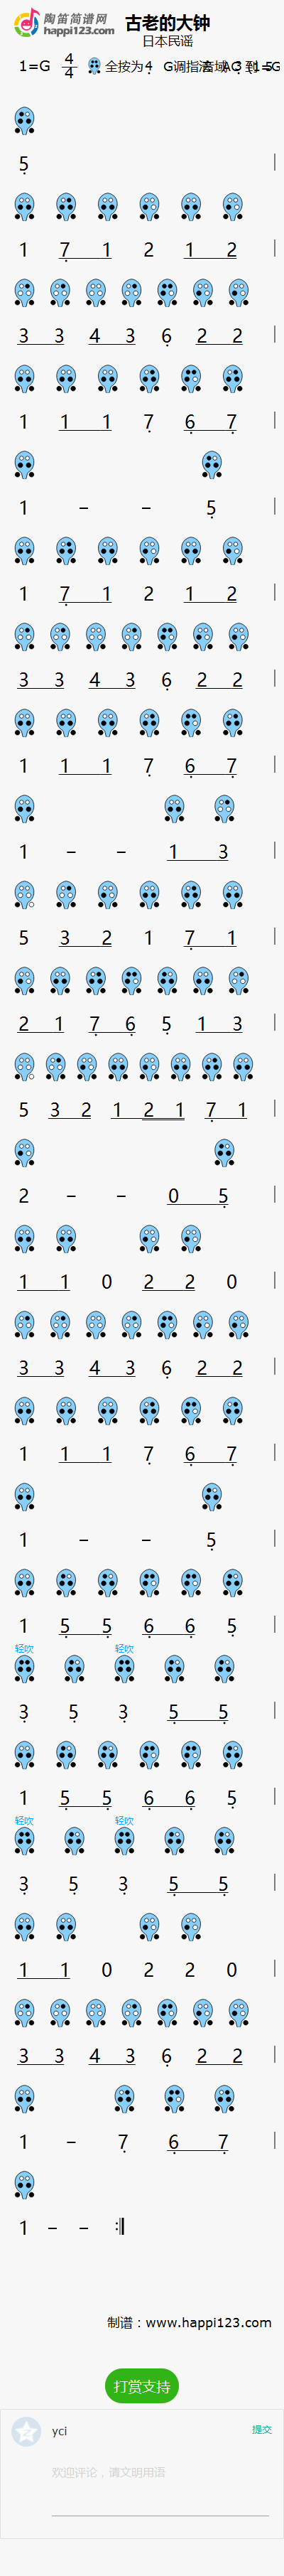 陶笛简谱网
happi123.com
古老的大钟
日本民谣
1=G 4/4 全按为4̣ G调指法
5̣ |
1 7̣ 1 2 1 2 |
3 3 4 3 6̣ 2 2 |
1 1 1 7̣ 6̣ 7̣ |
1 – – 5̣ |
1 7̣ 1 2 1 2 |
3 3 4 3 6̣ 2 2 |
1 1 1 7̣ 6̣ 7̣ |
1 – – 1 3 |
5 3 2 1 7̣ 1 |
2 1 7̣ 6̣ 5̣ 1 3 |
5 3 2 1 2 1 7̣ 1 |
2 – – 0 5̣ |
1 1 0 2 2 0 |
3 3 4 3 6̣ 2 2 |
1 1 1 7̣ 6̣ 7̣ |
1 – – 5̣ |
1 5̣ 5̣ 6̣ 6̣ 5̣ |
轻吹 轻吹
3̣ 5̣ 3̣ 5̣ 5̣ |
1 5̣ 5̣ 6̣ 6̣ 5̣ |
轻吹 轻吹
3̣ 5̣ 3̣ 5̣ 5̣ |
1 1 0 2 2 0 |
3 3 4 3 6̣ 2 2 |
1 – 7̣ 6̣ 7̣ |
1 – – :‖
制谱：www.happi123.com
打赏支持
yci 提交
欢迎评论，请文明用语